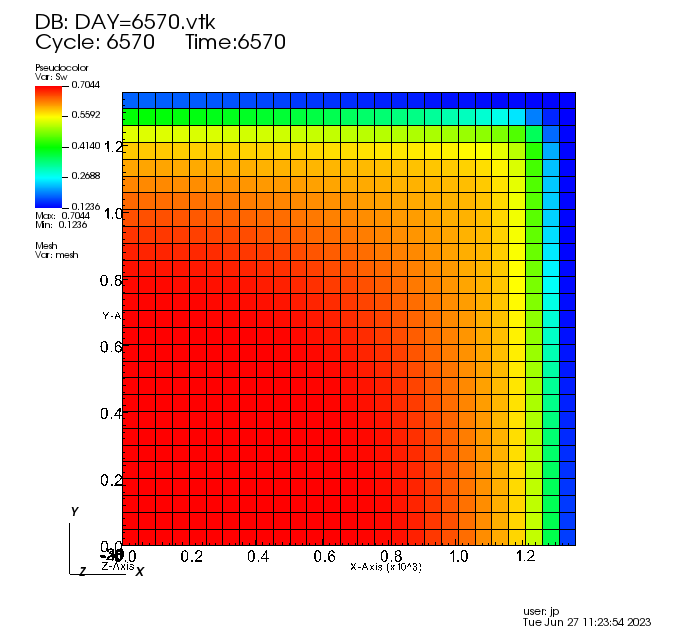 DB: DAY=6570.vtk
Cycle: 6570 Time:6570
Pseudocolor
Var: Sw
0.7044
0.5592
0.4140
0.2688
0.1236
Max: 0.7044
Min: 0.1236
Mesh
Var: mesh
1.2
1.0
0.8
Y-A
0.6
0.4
0.2
0.0
0.0 0.2 0.4 0.6 0.8 1.0 1.2
Z-Axis
X-Axis (x10^3)
Y
Z
X
user: jp
Tue Jun 27 11:23:54 2023